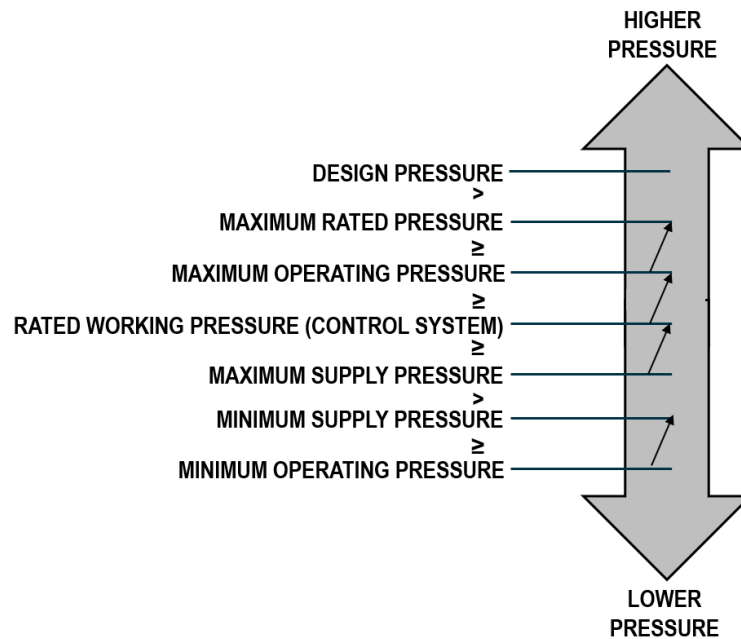 HIGHER
PRESSURE
DESIGN PRESSURE
>
MAXIMUM RATED PRESSURE
≥
MAXIMUM OPERATING PRESSURE
≥
RATED WORKING PRESSURE (CONTROL SYSTEM)
≥
MAXIMUM SUPPLY PRESSURE
>
MINIMUM SUPPLY PRESSURE
≥
MINIMUM OPERATING PRESSURE
LOWER
PRESSURE